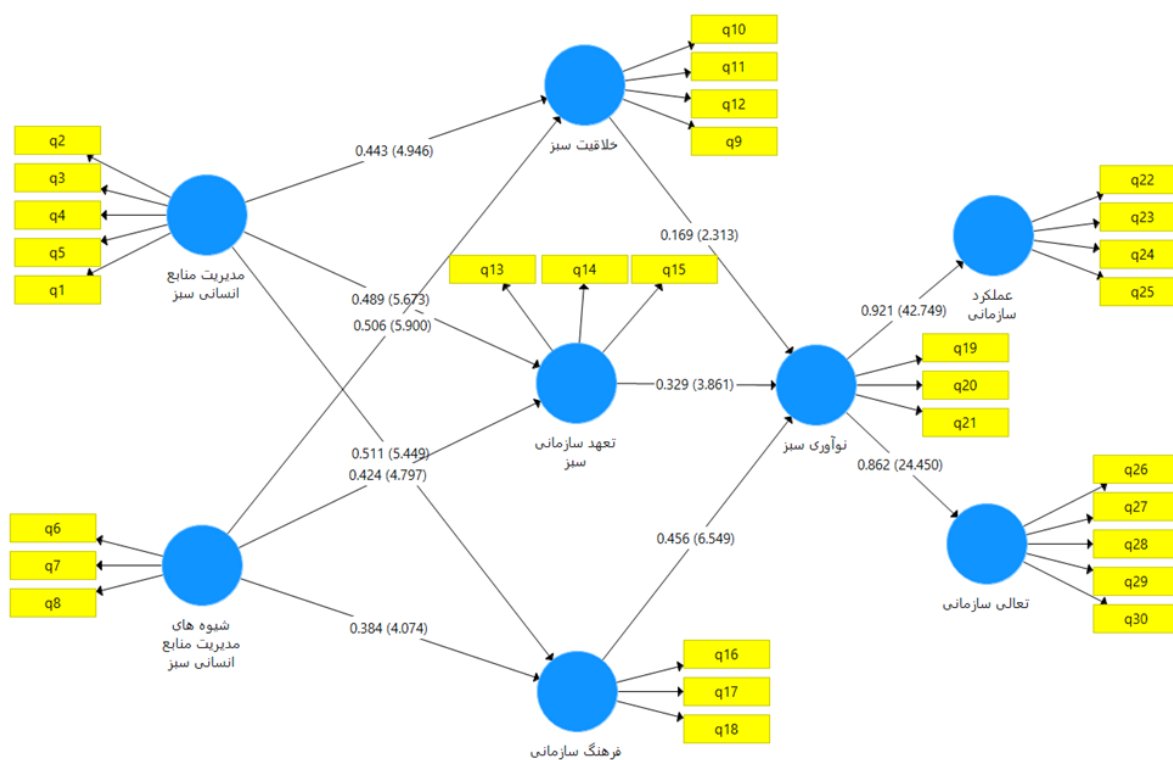 q10
q11
q12
q9
خلاقیت سبز
q2
q3
q4
q5
q1
مدیریت منابع
انسانی سبز
0.443 (4.946)
q22
q23
q24
q25
عملکرد
سازمانی
0.169 (2.313)
q13
q14
q15
0.489 (5.673)
0.506 (5.900)
0.921 (42.749)
تعهد سازمانی
سبز
0.329 (3.861)
q19
q20
q21
نوآوری سبز
0.511 (5.449)
0.424 (4.797)
0.862 (24.450)
q6
q7
q8
شیوه های
مدیریت منابع
انسانی سبز
0.456 (6.549)
q26
q27
q28
q29
q30
تعالی سازمانی
0.384 (4.074)
q16
q17
q18
فرهنگ سازمانی